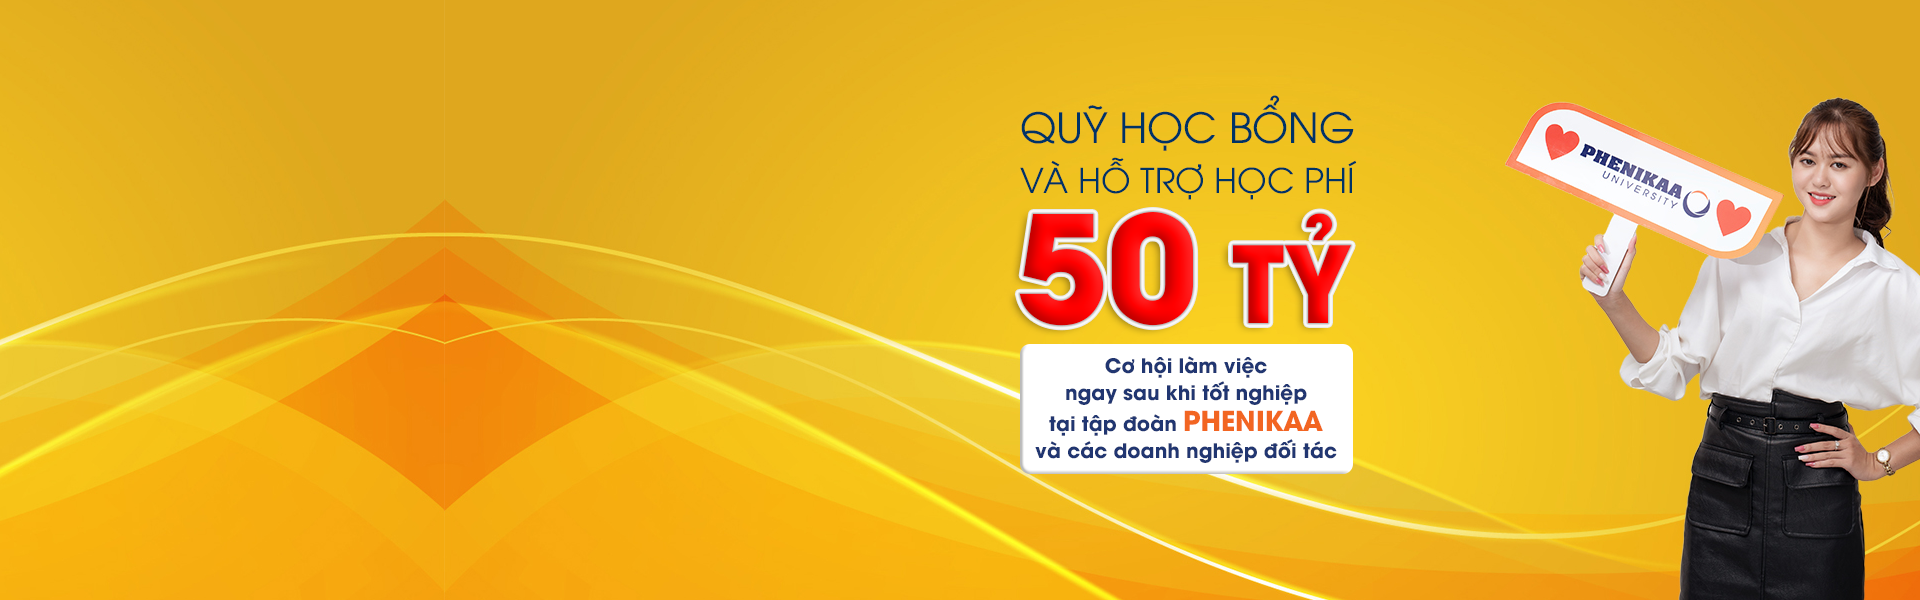 QUỸ HỌC BỔNG
VÀ HỖ TRỢ HỌC PHÍ
50 TỶ
Cơ hội làm việc
ngay sau khi tốt nghiệp
tại tập đoàn PHENIKAA
và các doanh nghiệp đối tác
PHENIKAA
UNIVERSITY